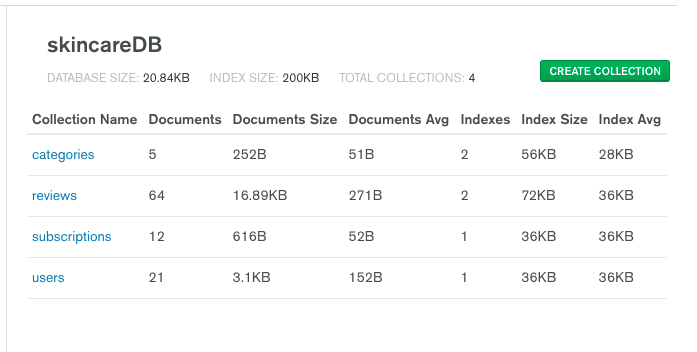 skincareDB
DATABASE SIZE: 20.84KB INDEX SIZE: 200KB TOTAL COLLECTIONS: 4
CREATE COLLECTION
Collection Name Documents Documents Size Documents Avg Indexes Index Size Index Avg
categories 5 252B 51B 2 56KB 28KB
reviews 64 16.89KB 271B 2 72KB 36KB
subscriptions 12 616B 52B 1 36KB 36KB
users 21 3.1KB 152B 1 36KB 36KB